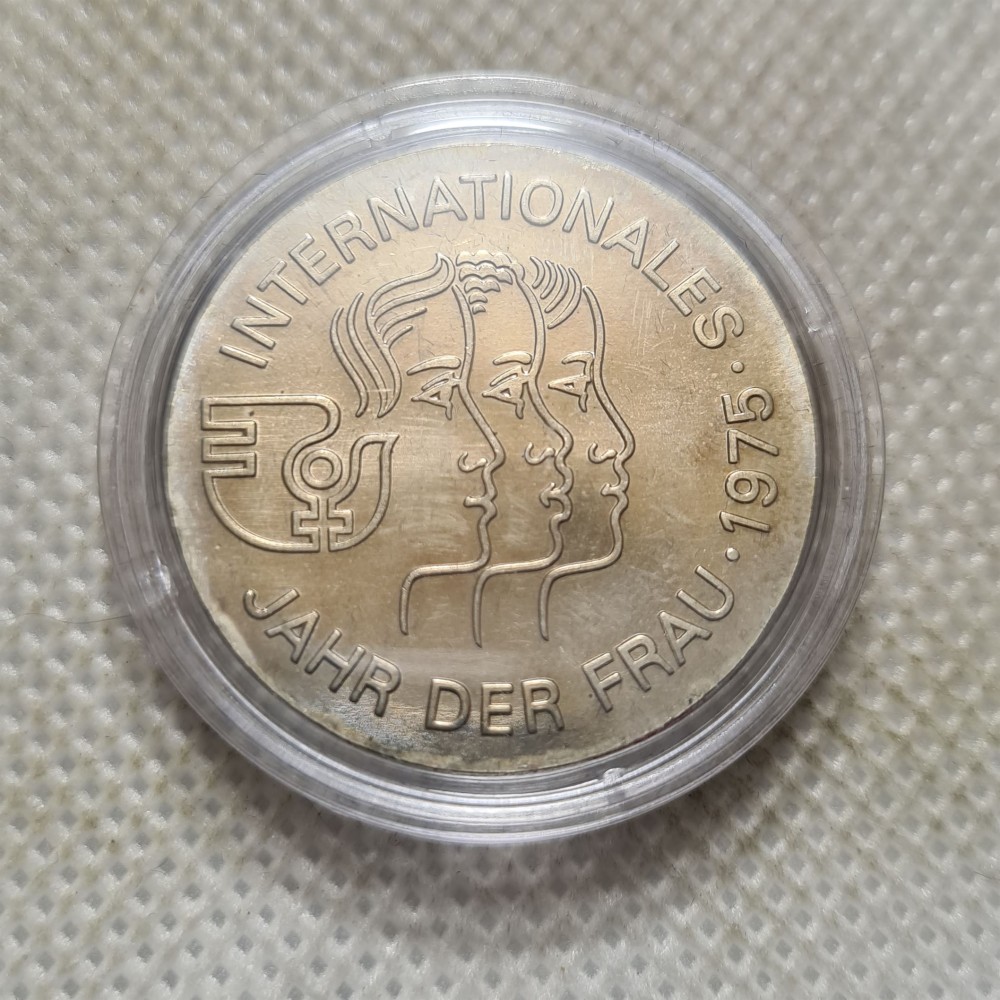 INTERNATIONALES
JAHR DER FRAU · 1975 ·